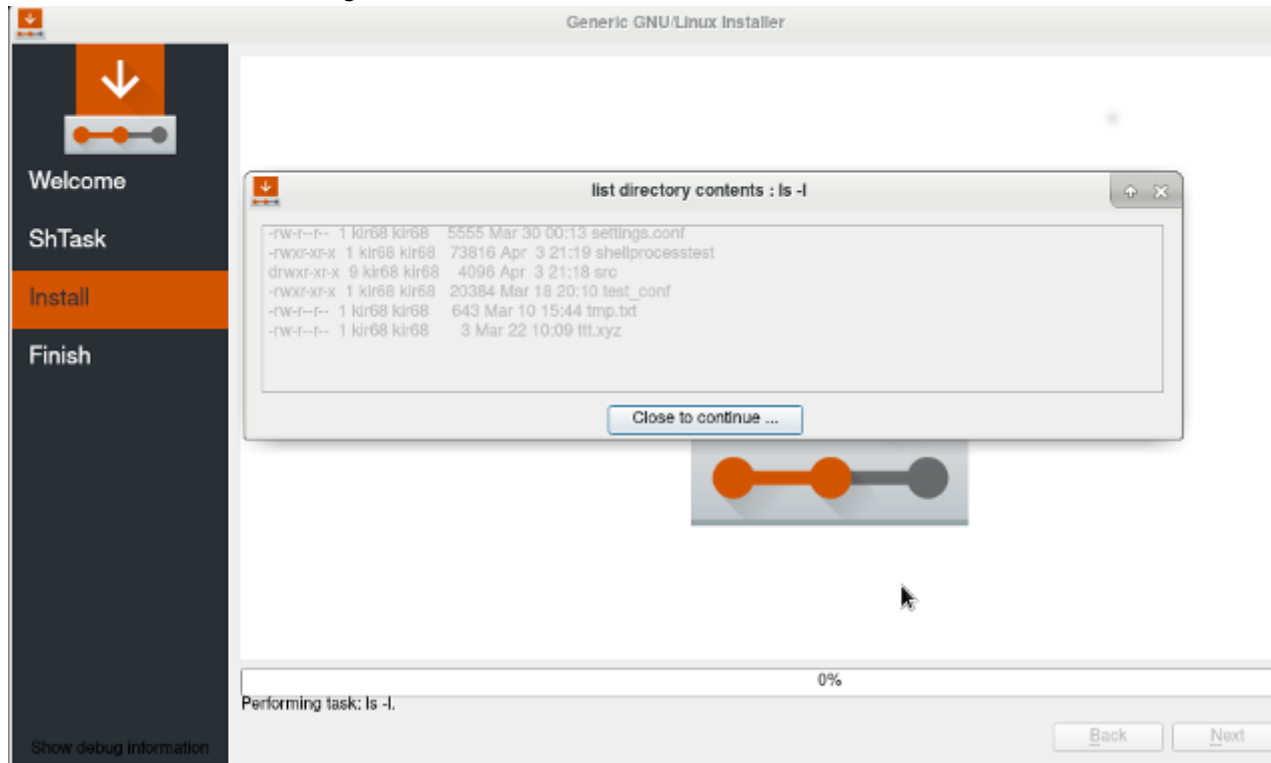 Generic GNU/Linux Installer
Welcome
ShTask
Install
Finish
list directory contents : ls -l
-rw-r--r-- 1 kir68 kir68 5555 Mar 30 00:13 settings.conf
-rwxr-xr-x 1 kir68 kir68 73816 Apr 3 21:19 shellprocesstest
drwxr-xr-x 9 kir68 kir68 4096 Apr 3 21:18 src
-rwxr-xr-x 1 kir68 kir68 20384 Mar 18 20:10 test_conf
-rw-r--r-- 1 kir68 kir68 643 Mar 10 15:44 tmp.txt
-rw-r--r-- 1 kir68 kir68 3 Mar 22 10:09 ttt.xyz
Close to continue ...
0%
Performing task: ls -l.
Show debug information
Back
Next